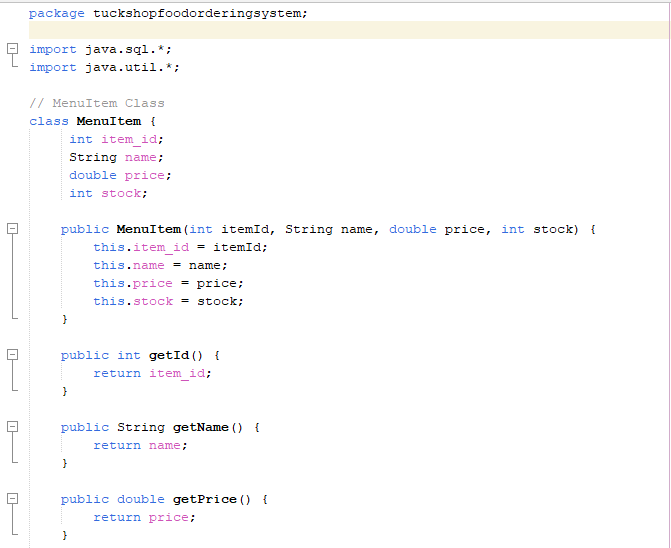 package tuckshopfoodorderingsystem;
import java.sql.*;
import java.util.*;
// MenuItem Class
class MenuItem {
int item_id;
String name;
double price;
int stock;
public MenuItem(int itemId, String name, double price, int stock) {
this.item_id = itemId;
this.name = name;
this.price = price;
this.stock = stock;
}
public int getId() {
return item_id;
}
public String getName() {
return name;
}
public double getPrice() {
return price;
}